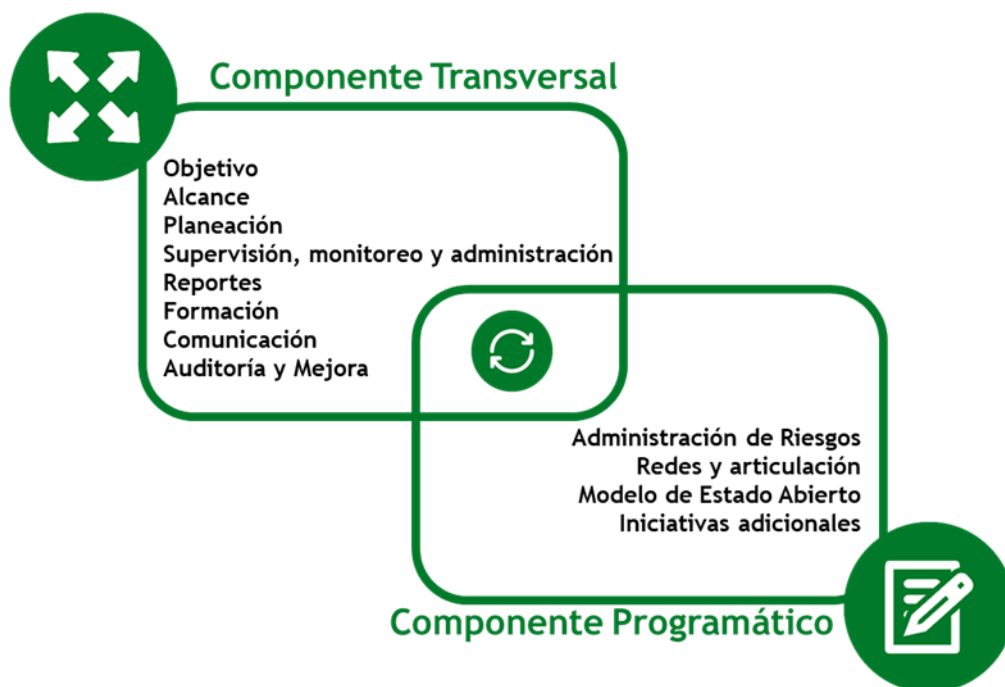 Componente Transversal
Objetivo
Alcance
Planeación
Supervisión, monitoreo y administración
Reportes
Formación
Comunicación
Auditoría y Mejora
Administración de Riesgos
Redes y articulación
Modelo de Estado Abierto
Iniciativas adicionales
Componente Programático